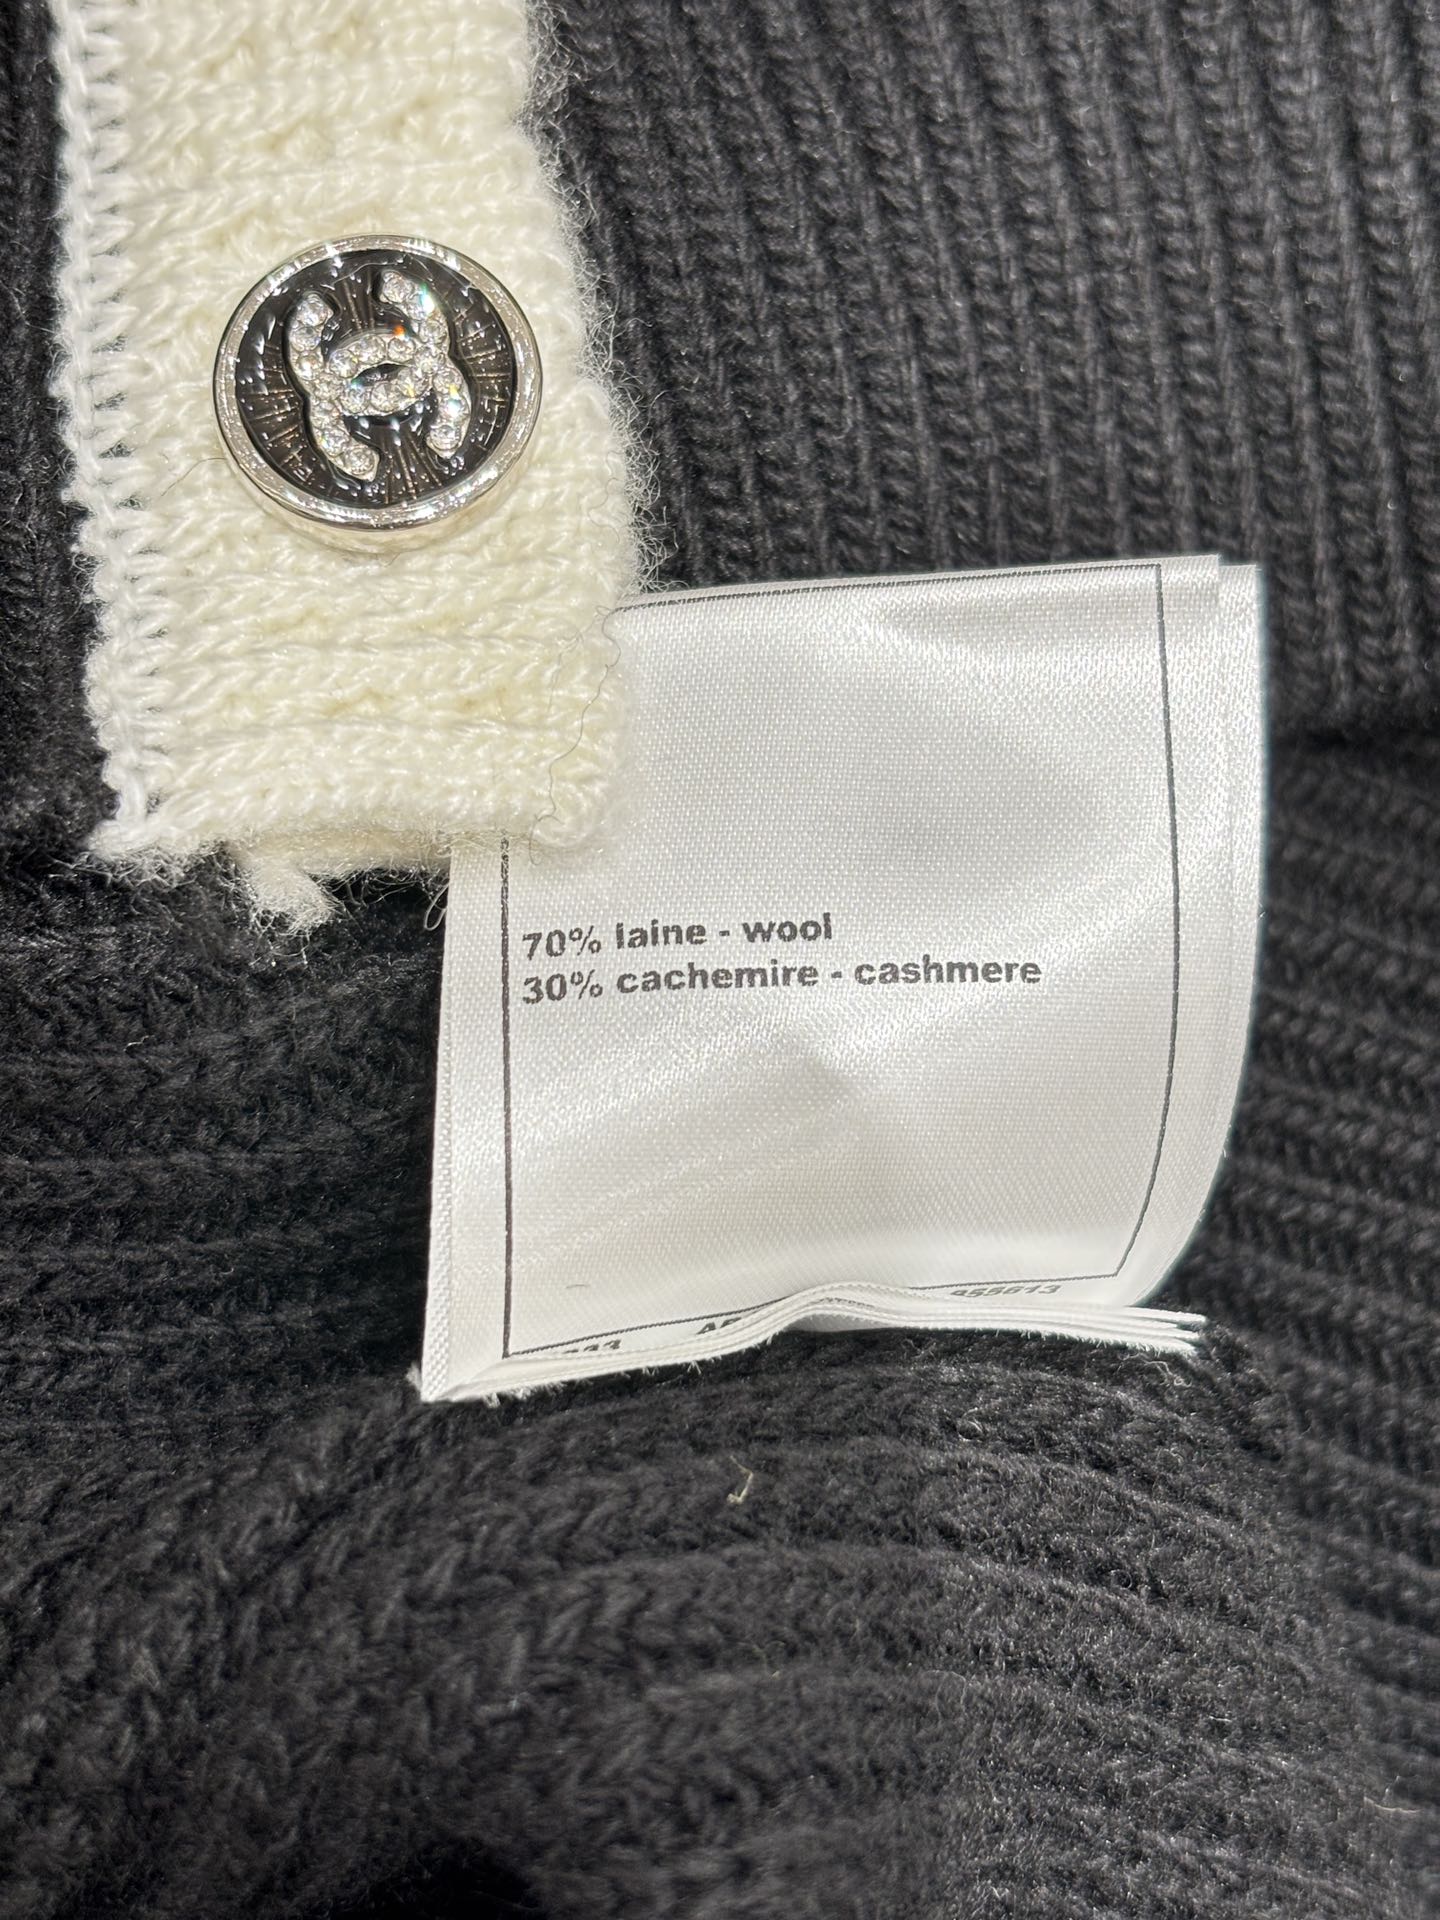 70% laine - wool
30% cachemire - cashmere